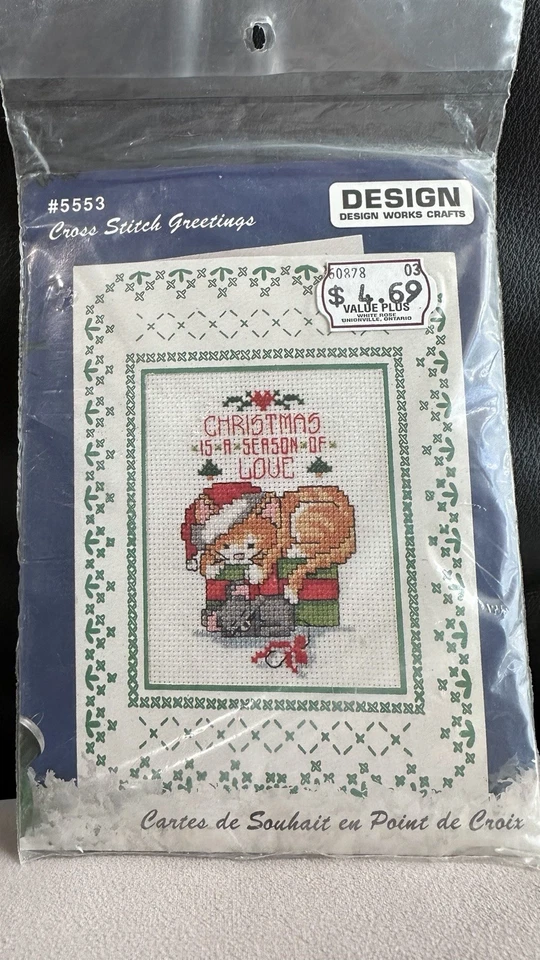 #5553
Cross Stitch Greetings
DESIGN
DESIGN WORKS CRAFTS
60878 03
$ 4.69
VALUE PLUS
WHITE ROSE
UNIONVILLE, ONTARIO
CHRISTMAS
IS A SEASON OF
LOVE
Cartes de Souhait en Point de Croix